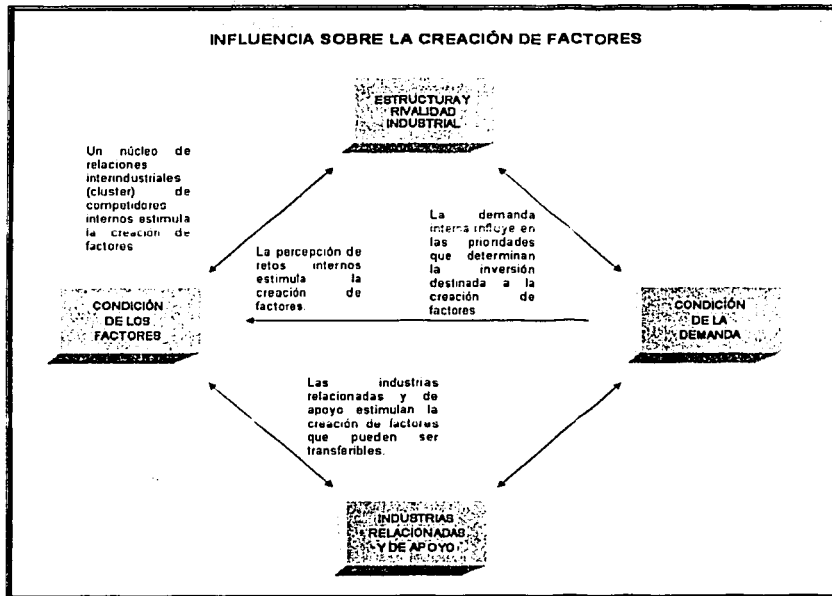 INFLUENCIA SOBRE LA CREACIÓN DE FACTORES
ESTRUCTURA Y
RIVALIDAD
INDUSTRIAL
Un núcleo de
relaciones
interindustriales
(cluster) de
competidores
internos estimula
la creación de
factores
La demanda
interna influye en
las prioridades
que determinan
la inversión
destinada a la
creación de
factores
La percepción de
retos internos
estimula la
creación de
factores.
CONDICIÓN
DE LOS
FACTORES
CONDICIÓN
DE LA
DEMANDA
Las industrias
relacionadas y de
apoyo estimulan la
creación de factores
que pueden ser
transferibles.
INDUSTRIAS
RELACIONADAS
Y DE APOYO